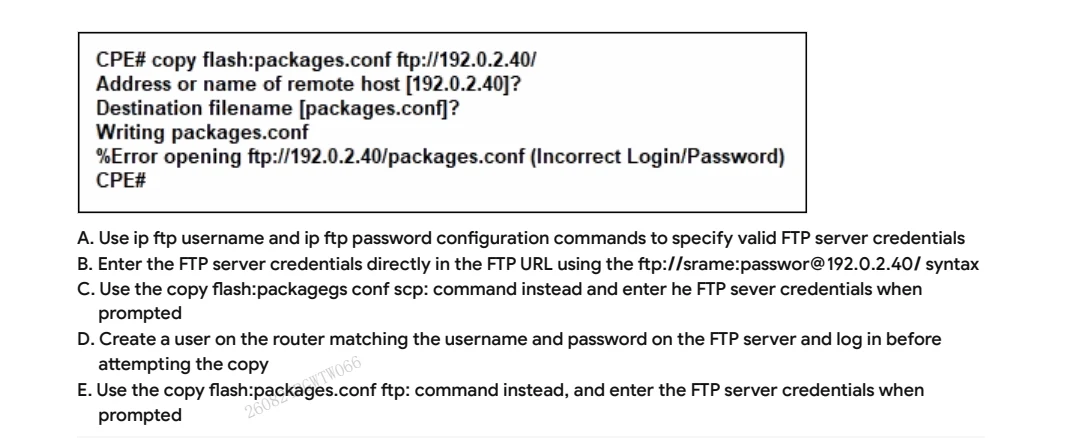 CPE# copy flash:packages.conf ftp://192.0.2.40/
Address or name of remote host [192.0.2.40]?
Destination filename [packages.conf]?
Writing packages.conf
%Error opening ftp://192.0.2.40/packages.conf (Incorrect Login/Password)
CPE#
A. Use ip ftp username and ip ftp password configuration commands to specify valid FTP server credentials
B. Enter the FTP server credentials directly in the FTP URL using the ftp://srame:passwor@192.0.2.40/ syntax
C. Use the copy flash:packagegs conf scp: command instead and enter he FTP sever credentials when
prompted
D. Create a user on the router matching the username and password on the FTP server and log in before
attempting the copy
E. Use the copy flash:packages.conf ftp: command instead, and enter the FTP server credentials when
prompted